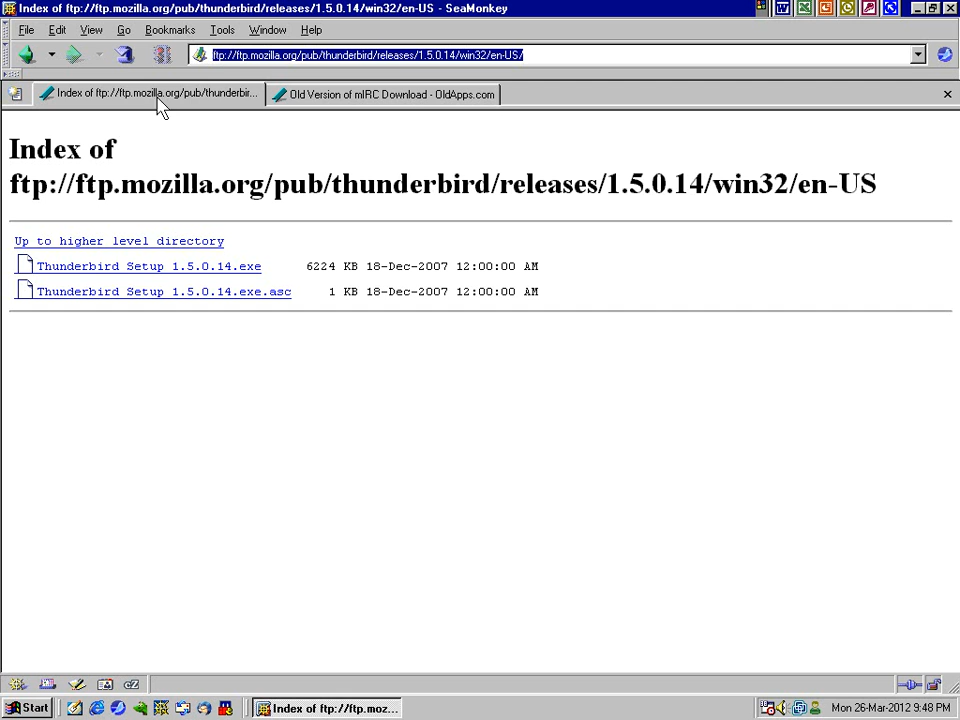 Index of ftp://ftp.mozilla.org/pub/thunderbird/releases/1.5.0.14/win32/en-US - SeaMonkey
File Edit View Go Bookmarks Tools Window Help
ftp://ftp.mozilla.org/pub/thunderbird/releases/1.5.0.14/win32/en-US/
Index of ftp://ftp.mozilla.org/pub/thunderbir... Old Version of mIRC Download - OldApps.com
Index of
ftp://ftp.mozilla.org/pub/thunderbird/releases/1.5.0.14/win32/en-US
Up to higher level directory
Thunderbird Setup 1.5.0.14.exe 6224 KB 18-Dec-2007 12:00:00 AM
Thunderbird Setup 1.5.0.14.exe.asc 1 KB 18-Dec-2007 12:00:00 AM
cZ
Start Index of ftp://ftp.moz... Mon 26-Mar-2012 9:48 PM